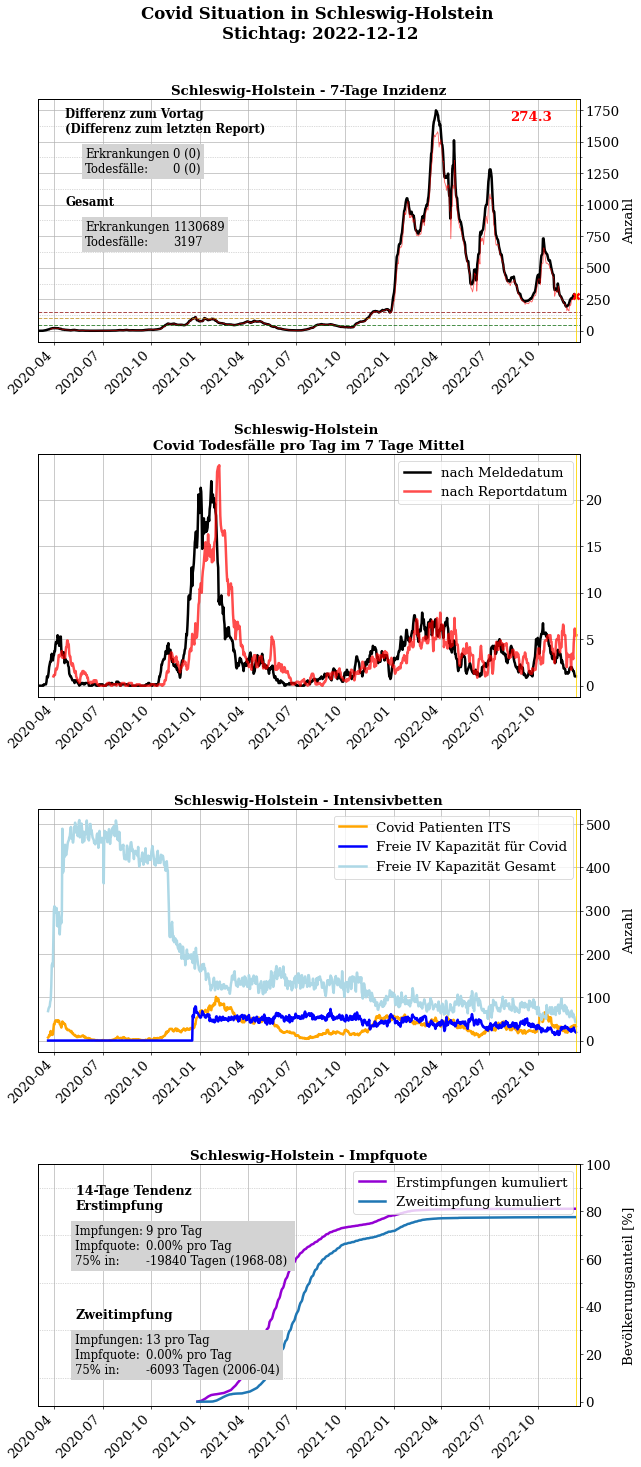 Covid Situation in Schleswig-Holstein
Stichtag: 2022-12-12
Schleswig-Holstein - 7-Tage Inzidenz
Differenz zum Vortag
(Differenz zum letzten Report)
Erkrankungen 0 (0)
Todesfälle: 0 (0)
Gesamt
Erkrankungen 1130689
Todesfälle: 3197
274.3
1750
1500
1250
1000
750
500
250
0
Anzahl
2020-04
2020-07
2020-10
2021-01
2021-04
2021-07
2021-10
2022-01
2022-04
2022-07
2022-10
Schleswig-Holstein
Covid Todesfälle pro Tag im 7 Tage Mittel
nach Meldedatum
nach Reportdatum
20
15
10
5
0
2020-04
2020-07
2020-10
2021-01
2021-04
2021-07
2021-10
2022-01
2022-04
2022-07
2022-10
Schleswig-Holstein - Intensivbetten
Covid Patienten ITS
Freie IV Kapazität für Covid
Freie IV Kapazität Gesamt
500
400
300
200
100
0
Anzahl
2020-04
2020-07
2020-10
2021-01
2021-04
2021-07
2021-10
2022-01
2022-04
2022-07
2022-10
Schleswig-Holstein - Impfquote
14-Tage Tendenz
Erstimpfung
Impfungen: 9 pro Tag
Impfquote: 0.00% pro Tag
75% in: -19840 Tagen (1968-08)
Zweitimpfung
Impfungen: 13 pro Tag
Impfquote: 0.00% pro Tag
75% in: -6093 Tagen (2006-04)
Erstimpfungen kumuliert
Zweitimpfung kumuliert
100
80
60
40
20
0
Bevölkerungsanteil [%]
2020-04
2020-07
2020-10
2021-01
2021-04
2021-07
2021-10
2022-01
2022-04
2022-07
2022-10